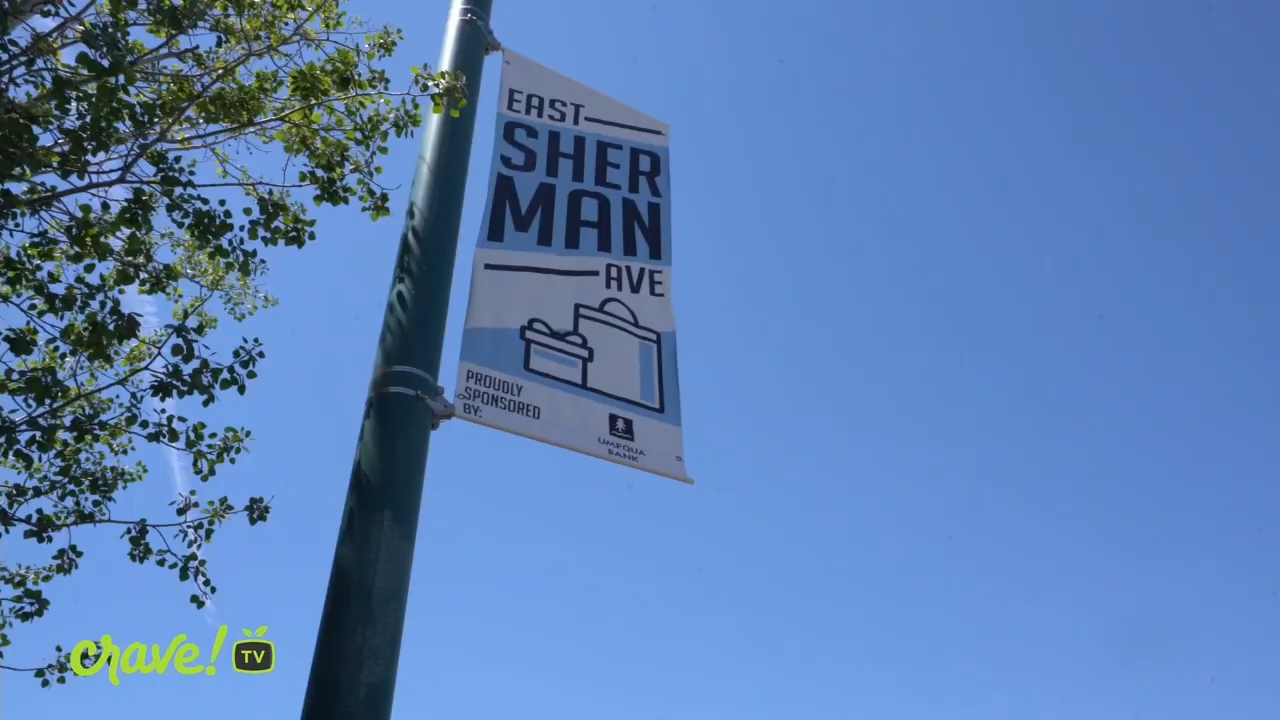 EAST
SHER
MAN
AVE
PROUDLY
SPONSORED
BY:
UMPQUA
BANK
crave! TV